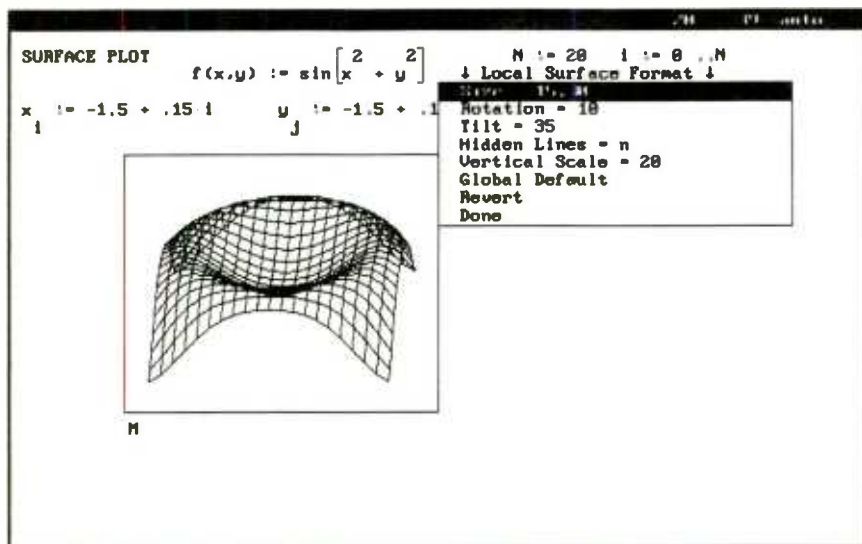 auto
SURFACE PLOT
f(x,y) := sin[x² + y²]
N := 20 i := 0 ..N
↓ Local Surface Format ↓
xᵢ := -1.5 + .15·i
yⱼ := -1.5 + .1
Rotation = 10
Tilt = 35
Hidden Lines = n
Vertical Scale = 20
Global Default
Revert
Done
M